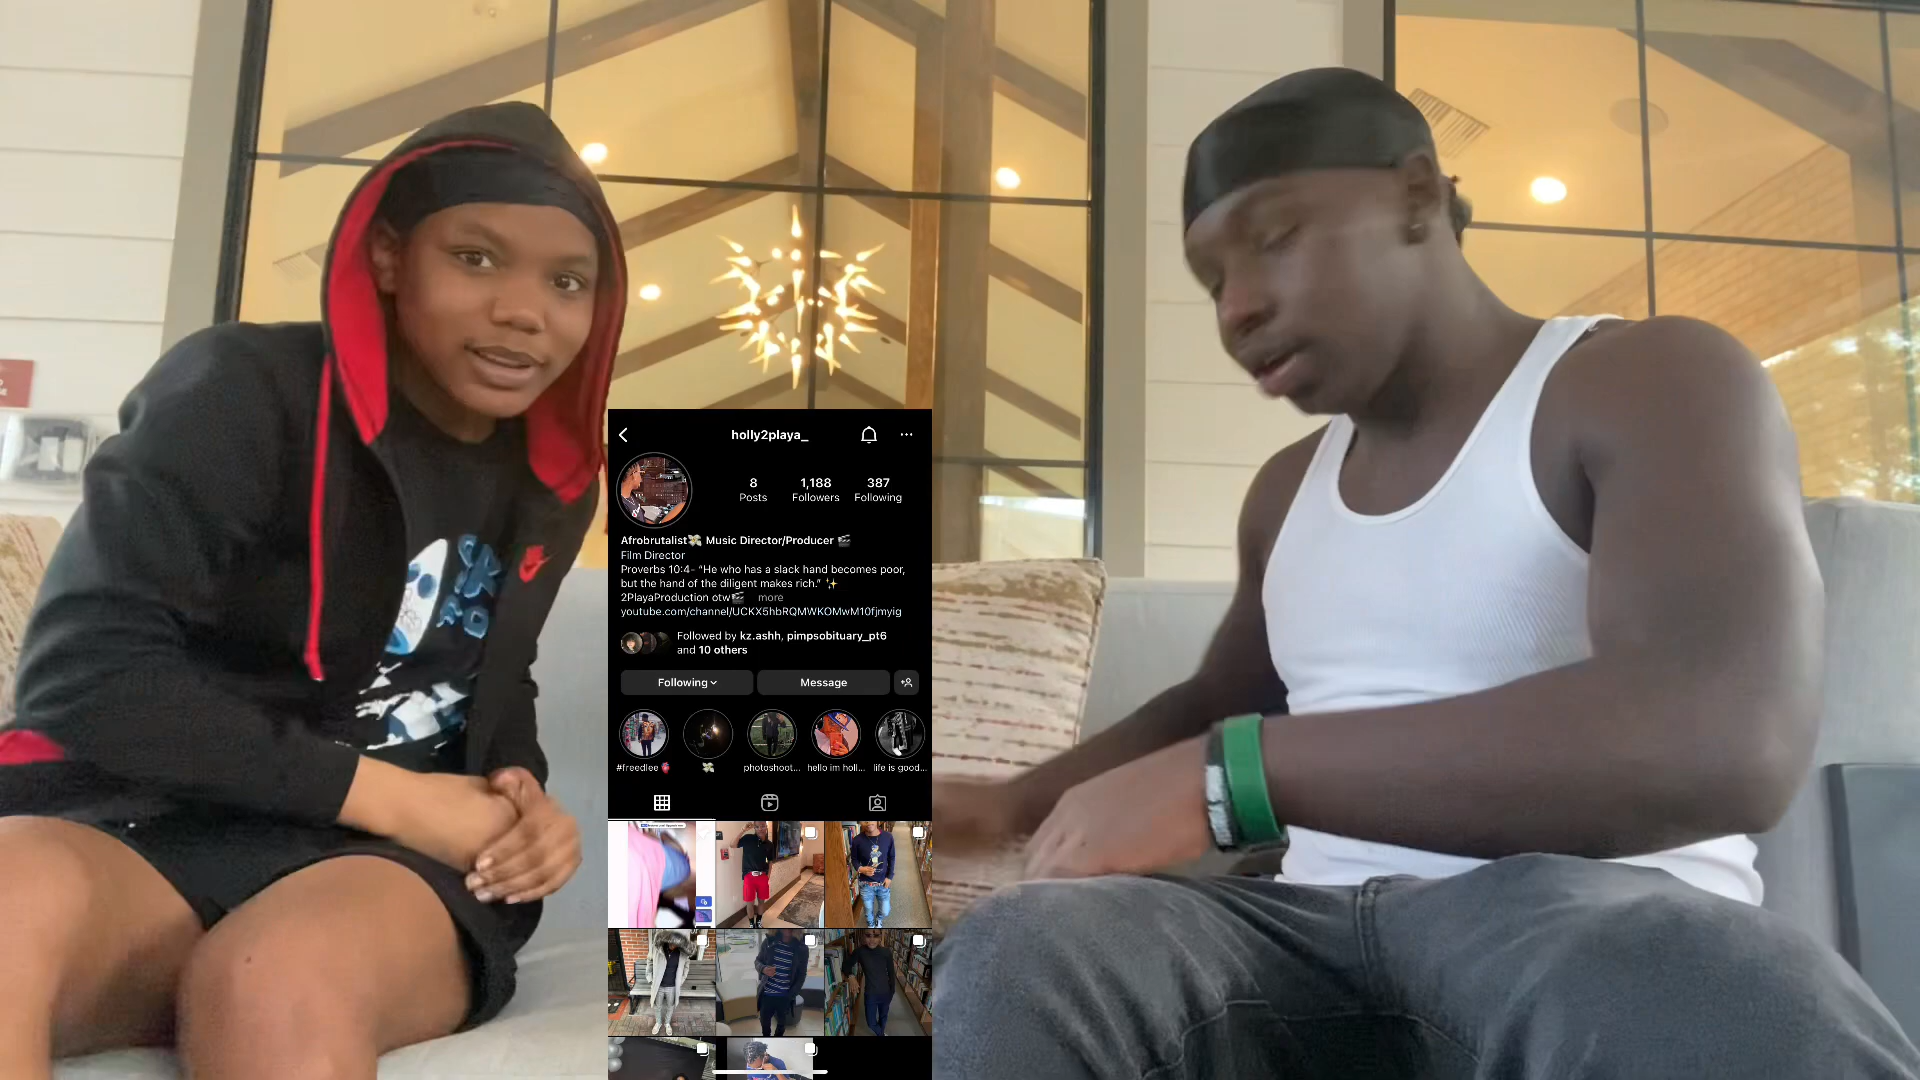 holly2playa_
8
1,188
387
Posts
Followers
Following
Afrobrutalist💸 Music Director/Producer 🎬
Film Director
Proverbs 10:4- “He who has a slack hand becomes poor,
but the hand of the diligent makes rich.” ✨
2PlayaProduction otw🎬 more
youtube.com/channel/UCKX5hbRQMWKOMwM10fjmyig
Followed by kz.ashh, pimpsobituary_pt6
and 10 others
Following
Message
#freedlee 🫀
💸
photoshoot...
hello im holl...
life is good...